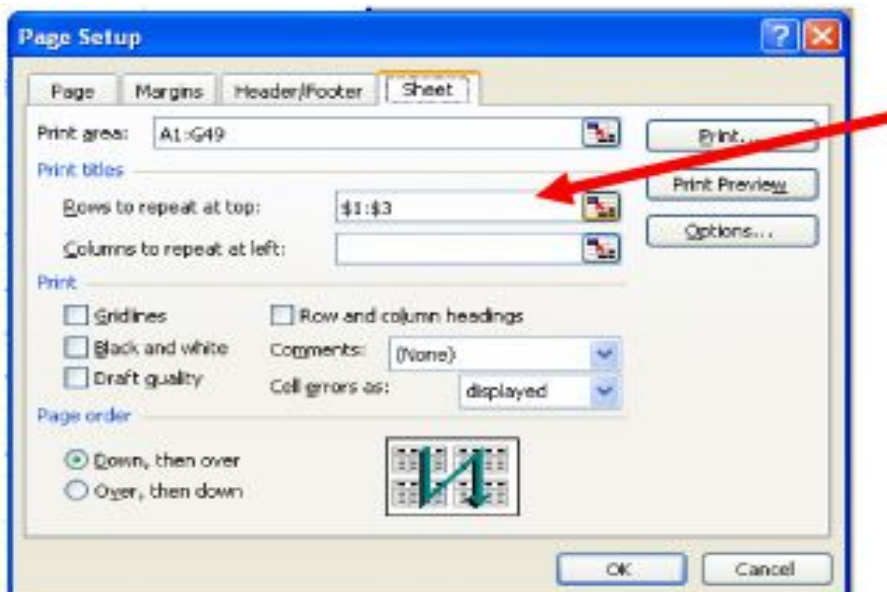 Page Setup
Page Margins Header/Footer Sheet
Print area: A1:G49 Print...
Print titles
Rows to repeat at top: $1:$3 Print Preview
Columns to repeat at left: Options...
Print
Gridlines Row and column headings
Black and white Comments: (None)
Draft quality Cell errors as: displayed
Page order
Down, then over
Over, then down
OK Cancel